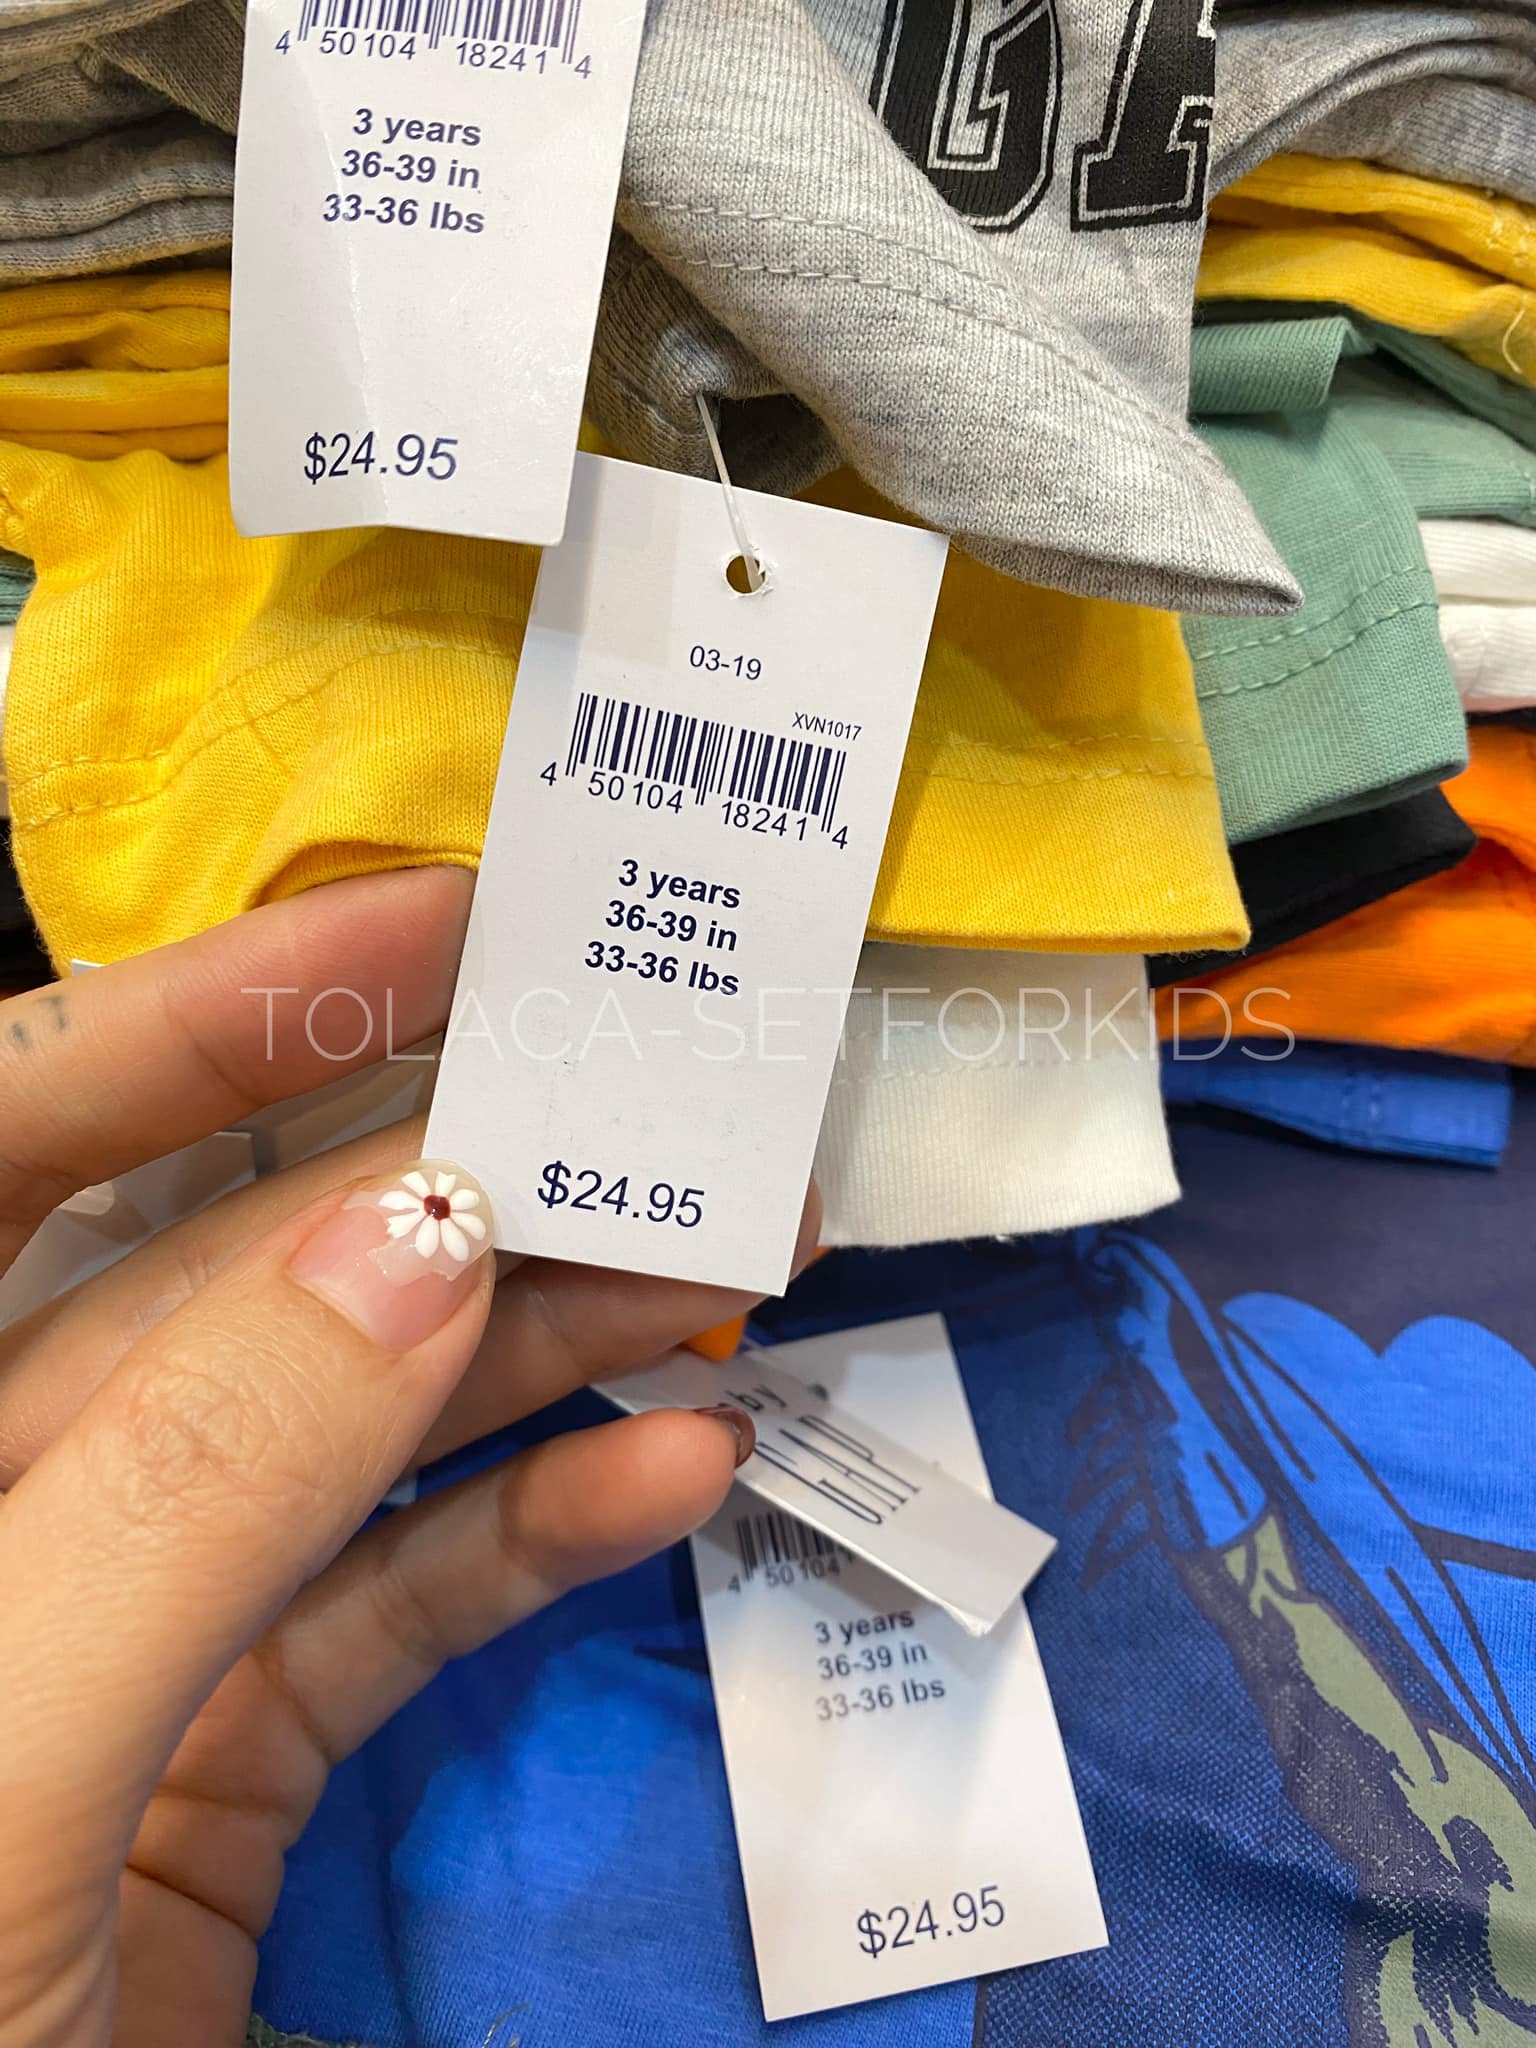 4 50104 18241 4
3 years
36-39 in
33-36 lbs
$24.95
GA
03-19
XVN1017
4 50104 18241 4
3 years
36-39 in
33-36 lbs
TOLACA-SETFORKIDS
$24.95
GAP
4 50104
3 years
36-39 in
33-36 lbs
$24.95